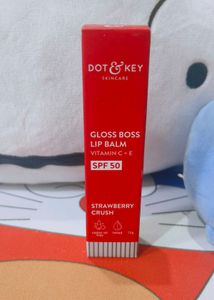 DOT & KEY
SKINCARE
GLOSS BOSS
LIP BALM
VITAMIN C + E
SPF 50
STRAWBERRY
CRUSH